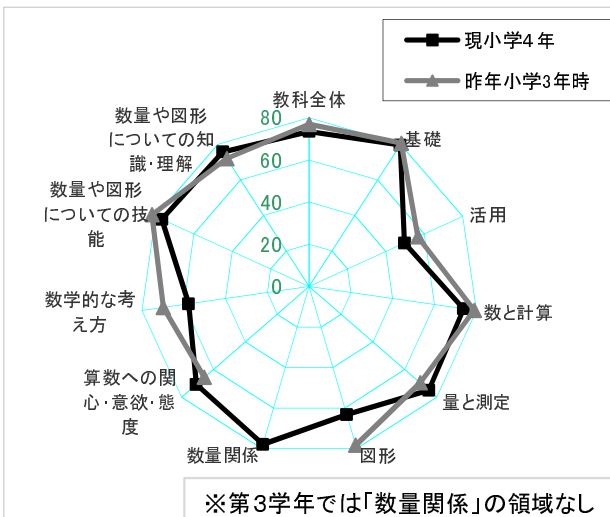 現小学4年
昨年小学3年時
教科全体
基礎
活用
数と計算
量と測定
図形
数量関係
算数への関
心・意欲・態
度
数学的な考
え方
数量や図形
についての技
能
数量や図形
についての知
識・理解
80
60
40
20
0
※第3学年では「数量関係」の領域なし